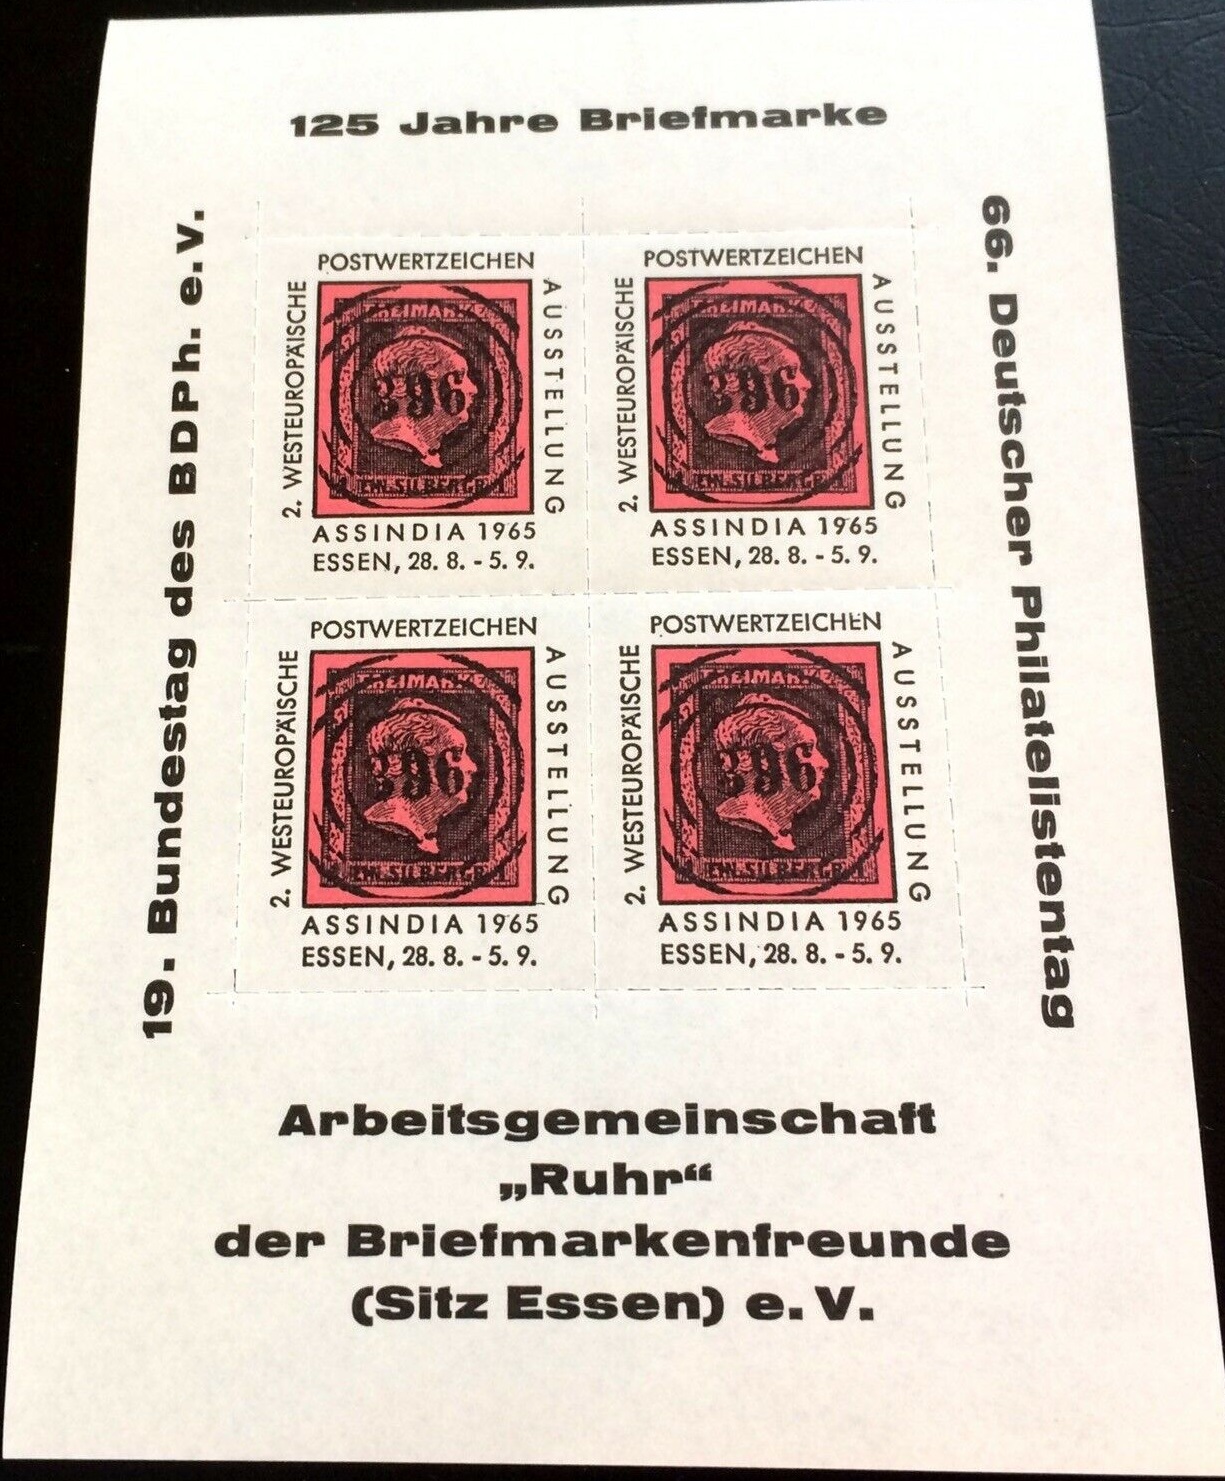 125 Jahre Briefmarke
19. Bundestag des BDPh. e.V.
66. Deutscher Philatelistentag
POSTWERTZEICHEN
2. WESTEUROPÄISCHE
AUSSTELLUNG
FREIMARKE
396
EIN.SILBERGR.
ASSINDIA 1965
ESSEN, 28. 8. - 5. 9.
POSTWERTZEICHEN
2. WESTEUROPÄISCHE
AUSSTELLUNG
FREIMARKE
396
EIN.SILBERGR.
ASSINDIA 1965
ESSEN, 28. 8. - 5. 9.
POSTWERTZEICHEN
2. WESTEUROPÄISCHE
AUSSTELLUNG
FREIMARKE
396
EIN.SILBERGR.
ASSINDIA 1965
ESSEN, 28. 8. - 5. 9.
POSTWERTZEICHEN
2. WESTEUROPÄISCHE
AUSSTELLUNG
FREIMARKE
396
EIN.SILBERGR.
ASSINDIA 1965
ESSEN, 28. 8. - 5. 9.
Arbeitsgemeinschaft
„Ruhr“
der Briefmarkenfreunde
(Sitz Essen) e. V.